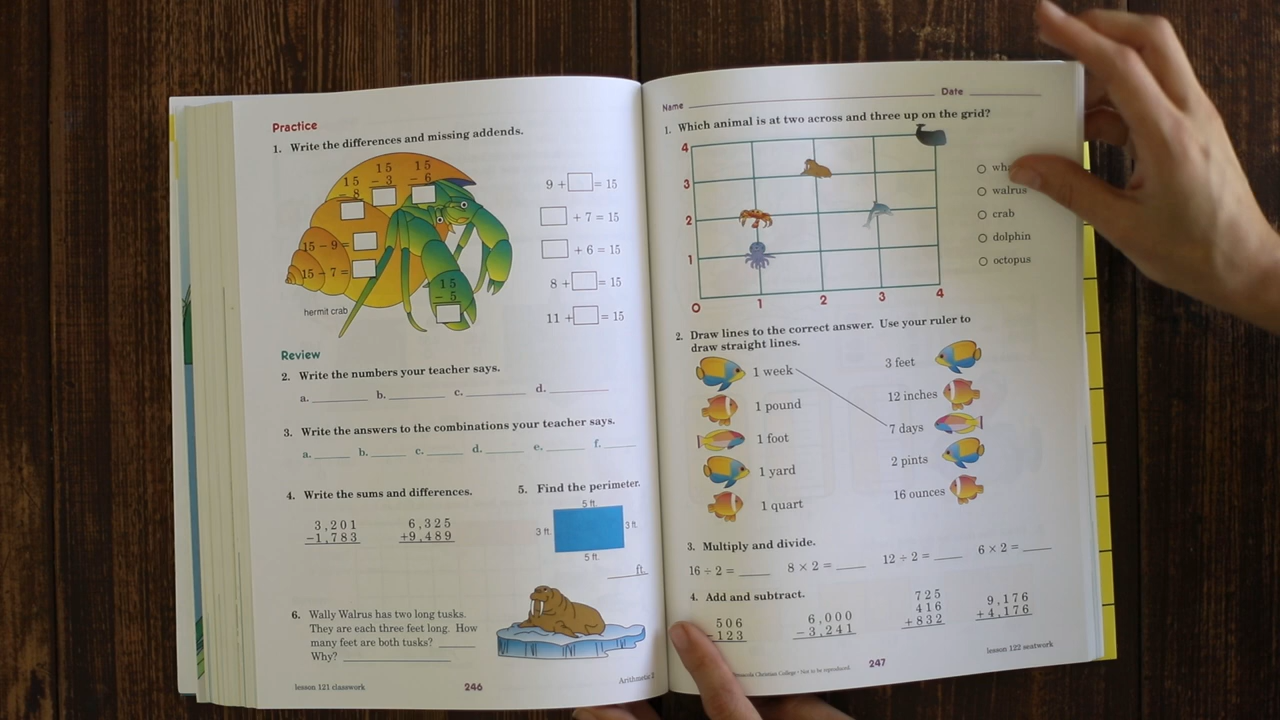 Practice
1. Write the differences and missing addends.
15
- 8
15
- 3
15
- 6
15 - 9 =
15 - 7 =
15
- 5
hermit crab
9 + = 15
+ 7 = 15
+ 6 = 15
8 + = 15
11 + = 15
Review
2. Write the numbers your teacher says.
a. b. c. d.
3. Write the answers to the combinations your teacher says.
a. b. c. d. e. f.
4. Write the sums and differences.
3,201
-1,783
6,325
+9,489
5. Find the perimeter.
5 ft.
3 ft.
3 ft.
5 ft.
ft.
6. Wally Walrus has two long tusks.
They are each three feet long. How
many feet are both tusks?
Why?
lesson 121 classwork
246
Name Date
1. Which animal is at two across and three up on the grid?
4
3
2
1
0 1 2 3 4
walrus
crab
dolphin
octopus
2. Draw lines to the correct answer. Use your ruler to
draw straight lines.
1 week
1 pound
1 foot
1 yard
1 quart
3 feet
12 inches
7 days
2 pints
16 ounces
3. Multiply and divide.
16 ÷ 2 = 8 × 2 = 12 ÷ 2 = 6 × 2 =
4. Add and subtract.
506
-123
6,000
-3,241
725
416
+832
9,176
+4,176
Christian College • Not to be reproduced.
247
lesson 122 seatwork